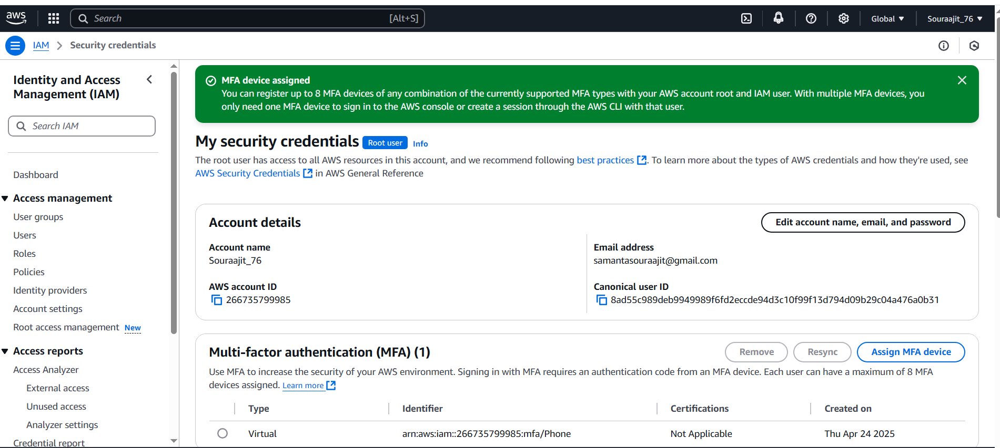 aws
Search [Alt+S]
Global
Souraajit_76
IAM > Security credentials
Identity and Access
Management (IAM)
Search IAM
Dashboard
Access management
User groups
Users
Roles
Policies
Identity providers
Account settings
Root access management New
Access reports
Access Analyzer
External access
Unused access
Analyzer settings
Credential report
MFA device assigned
You can register up to 8 MFA devices of any combination of the currently supported MFA types with your AWS account root and IAM user. With multiple MFA devices, you
only need one MFA device to sign in to the AWS console or create a session through the AWS CLI with that user.
My security credentials Root user Info
The root user has access to all AWS resources in this account, and we recommend following best practices. To learn more about the types of AWS credentials and how they're used, see
AWS Security Credentials in AWS General Reference
Account details
Edit account name, email, and password
Account name
Souraajit_76
Email address
samantasouraajit@gmail.com
AWS account ID
266735799985
Canonical user ID
8ad55c989deb9949989f6fd2eccde94d3c10f99f13d794d09b29c04a476a0b31
Multi-factor authentication (MFA) (1)
Remove
Resync
Assign MFA device
Use MFA to increase the security of your AWS environment. Signing in with MFA requires an authentication code from an MFA device. Each user can have a maximum of 8 MFA
devices assigned. Learn more
Type Identifier Certifications Created on
Virtual arn:aws:iam::266735799985:mfa/Phone Not Applicable Thu Apr 24 2025